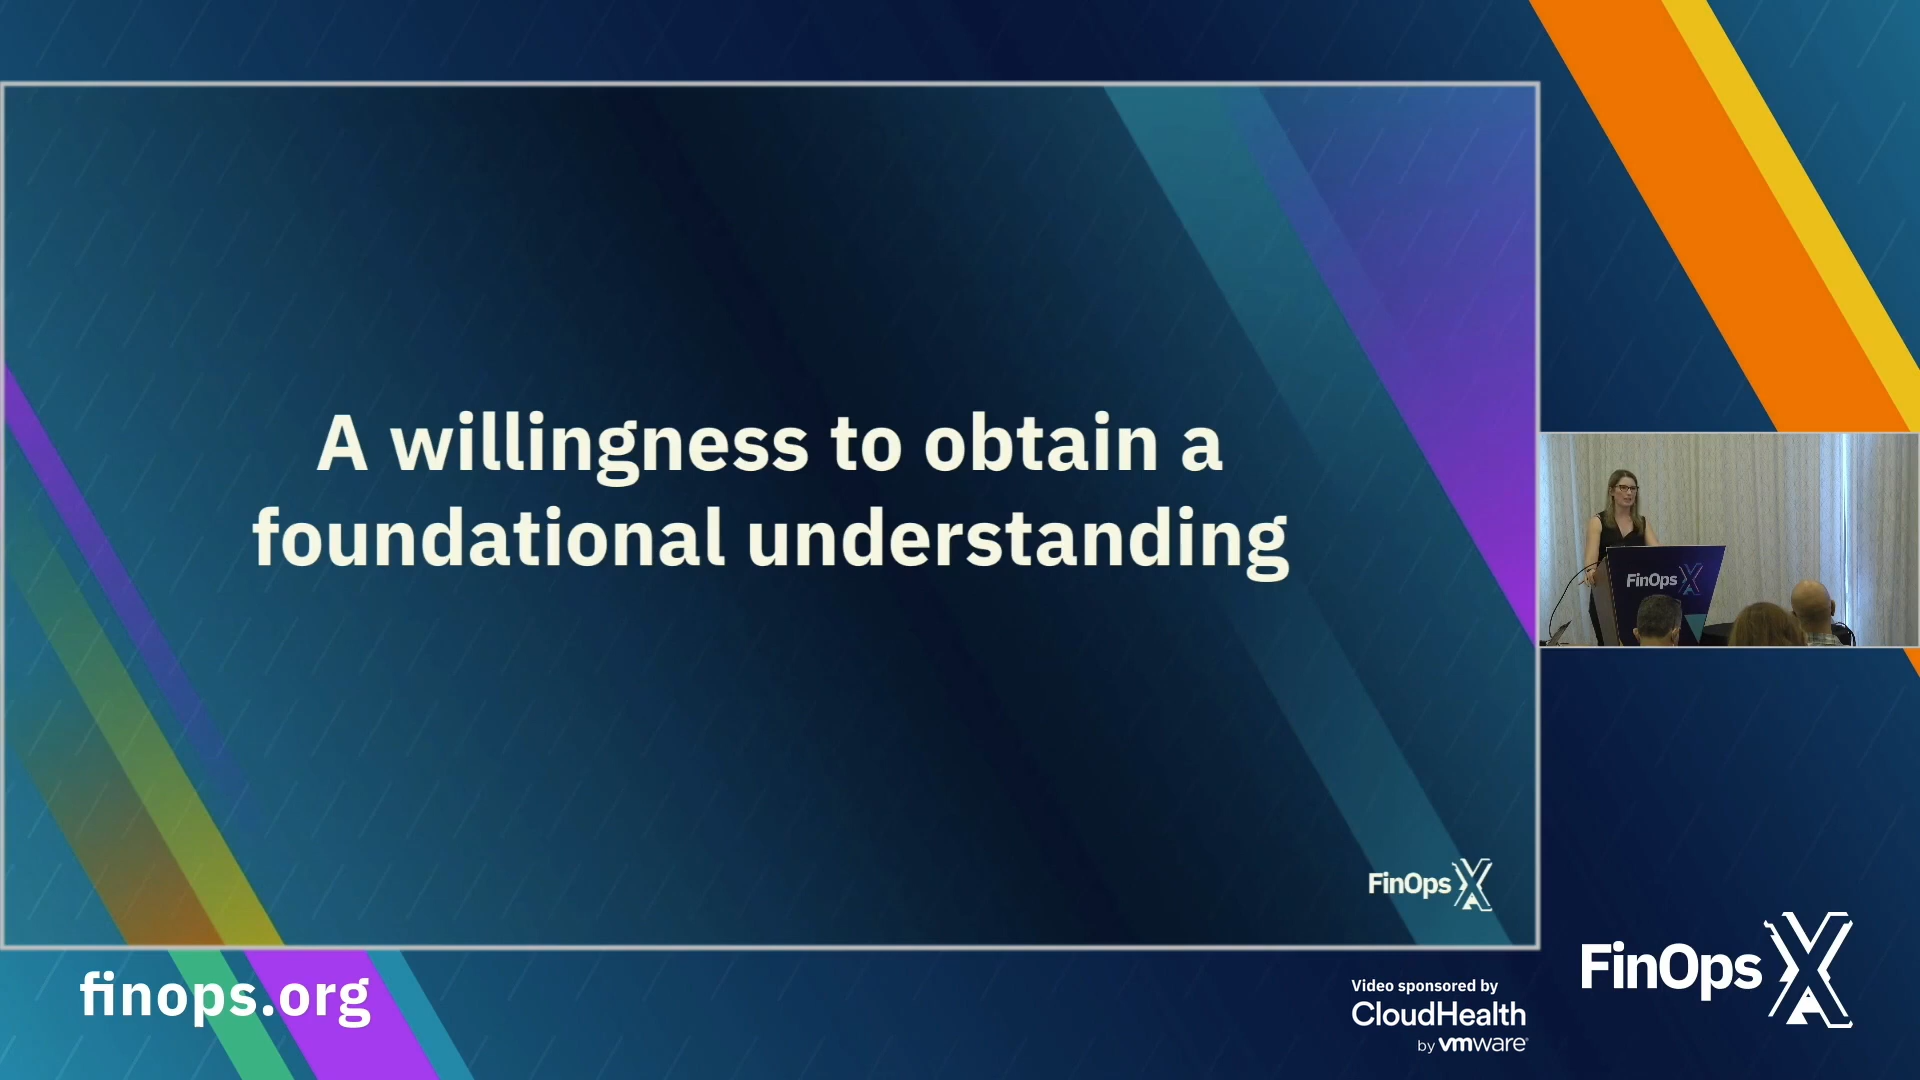 A willingness to obtain a
foundational understanding
FinOps X
FinOps X
finops.org
Video sponsored by
CloudHealth
by vmware®
FinOps X